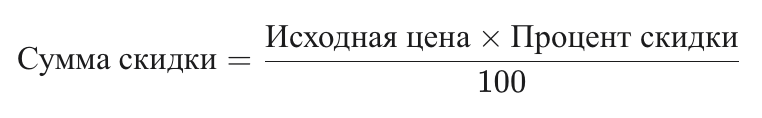 Сумма скидки = Исходная цена × Процент скидки / 100